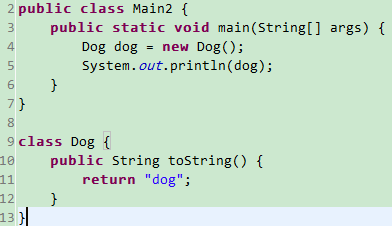 2 public class Main2 {
3     public static void main(String[] args) {
4         Dog dog = new Dog();
5         System.out.println(dog);
6     }
7 }
8
9 class Dog {
10     public String toString() {
11         return "dog";
12     }
13 }